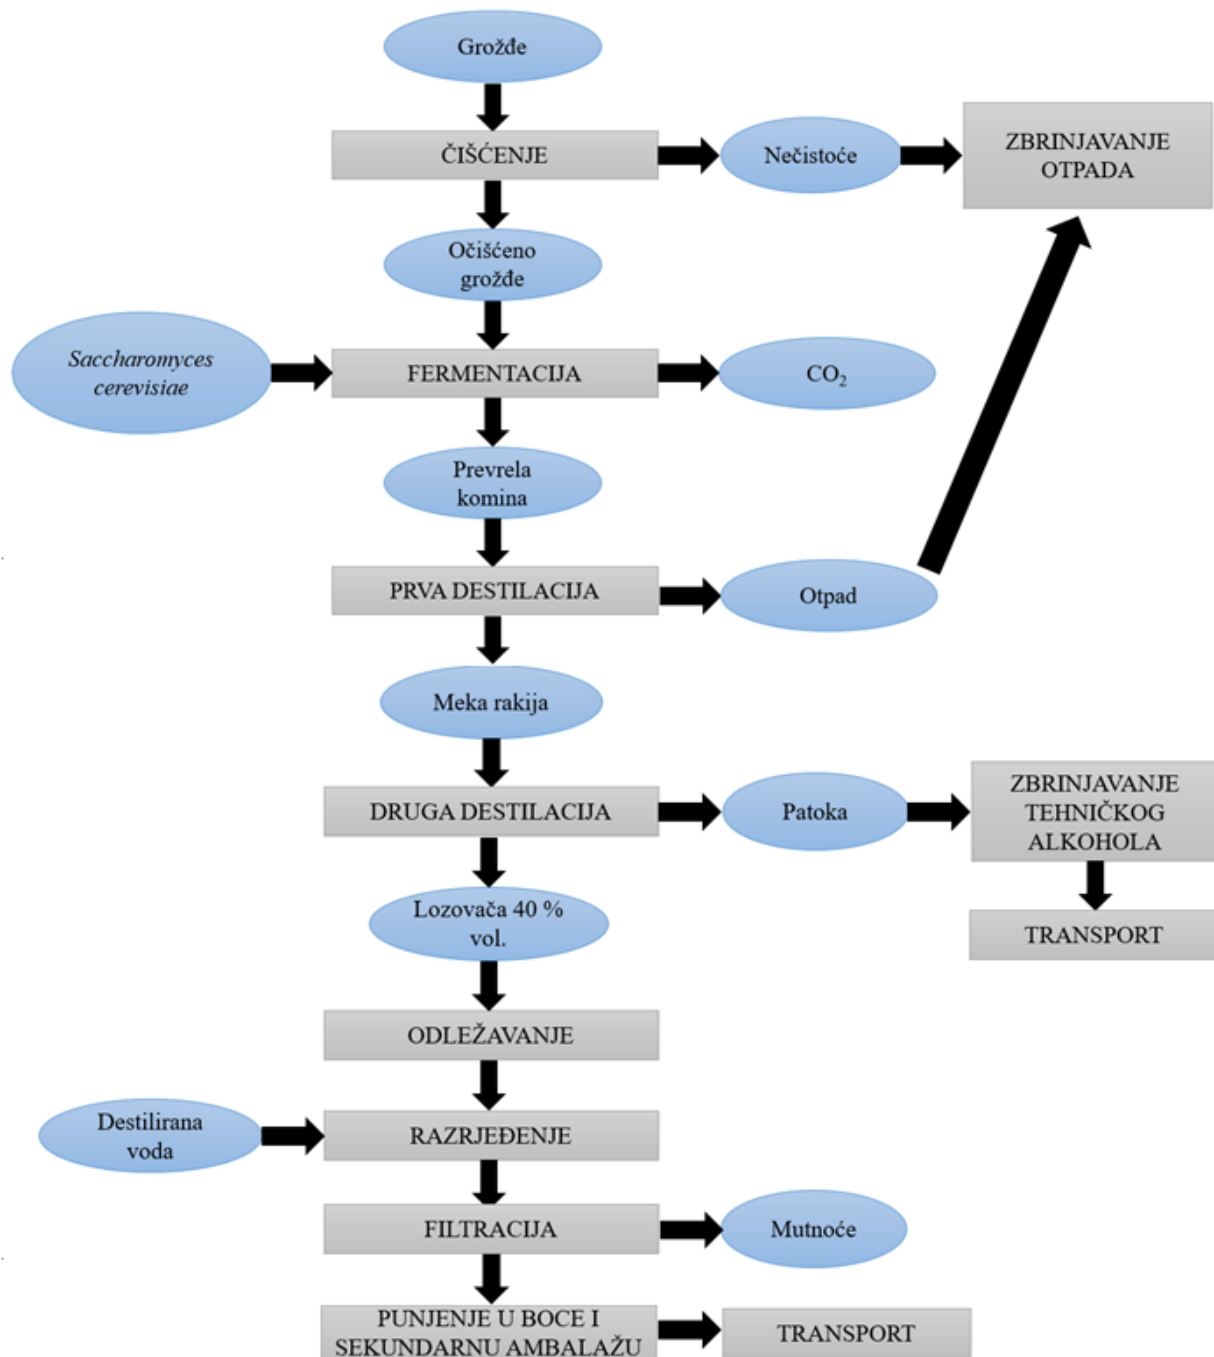 Grožđe
ČIŠĆENJE
Nečistoće
ZBRINJAVANJE
OTPADA
Očišćeno
grožđe
Saccharomyces
cerevisiae
FERMENTACIJA
CO₂
Prevrela
komina
PRVA DESTILACIJA
Otpad
Meka rakija
DRUGA DESTILACIJA
Patoka
ZBRINJAVANJE
TEHNIČKOG
ALKOHOLA
Lozovača 40 %
vol.
TRANSPORT
ODLEŽAVANJE
Destilirana
voda
RAZRJEĐENJE
FILTRACIJA
Mutnoće
PUNJENJE U BOCE I
SEKUNDARNU AMBALAŽU
TRANSPORT